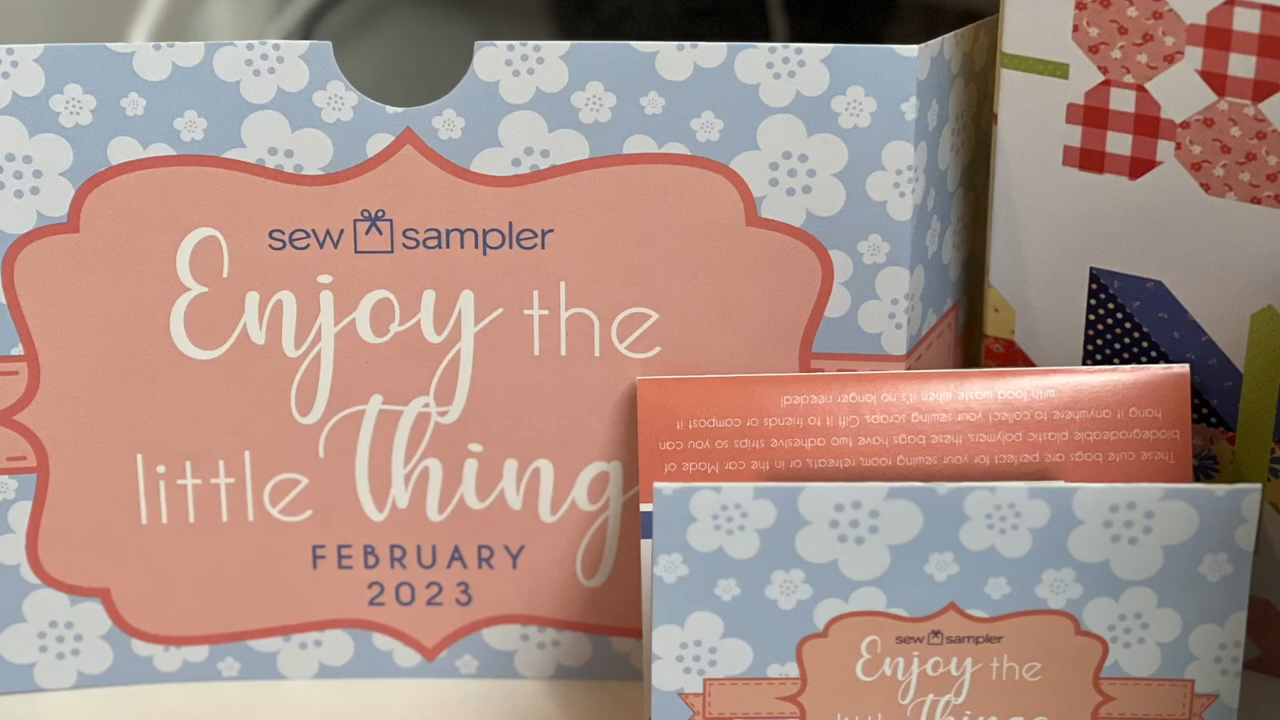 sew sampler
Enjoy the
little Thing
FEBRUARY
2023
These cute bags are perfect for your sewing room, retreats, or in the car. Made of
biodegradeable plastic polymers, these bags have two adhesive strips so you can
hang it anywhere to collect your sewing scraps. Gift it to friends or compost it
with food waste when it's no longer needed!
sew sampler
Enjoy the
little Things